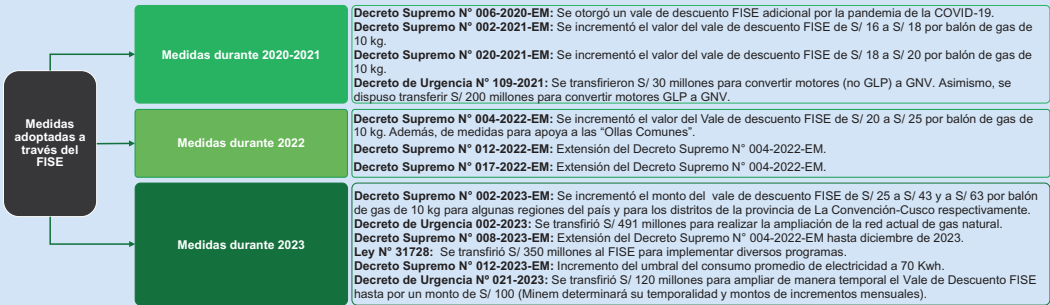 Medidas adoptadas a través del FISE
Medidas durante 2020-2021
Decreto Supremo N° 006-2020-EM: Se otorgó un vale de descuento FISE adicional por la pandemia de la COVID-19.
Decreto Supremo N° 002-2021-EM: Se incrementó el valor del vale de descuento FISE de S/ 16 a S/ 18 por balón de gas de
10 kg.
Decreto Supremo N° 020-2021-EM: Se incrementó el valor del vale de descuento FISE de S/ 18 a S/ 20 por balón de gas de
10 kg.
Decreto de Urgencia N° 109-2021: Se transfirieron S/ 30 millones para convertir motores (no GLP) a GNV. Asimismo, se
dispuso transferir S/ 200 millones para convertir motores GLP a GNV.
Medidas durante 2022
Decreto Supremo N° 004-2022-EM: Se incrementó el valor del Vale de descuento FISE de S/ 20 a S/ 25 por balón de gas de
10 kg. Además, de medidas para apoya a las “Ollas Comunes”.
Decreto Supremo N° 012-2022-EM: Extensión del Decreto Supremo N° 004-2022-EM.
Decreto Supremo N° 017-2022-EM: Extensión del Decreto Supremo N° 004-2022-EM.
Medidas durante 2023
Decreto Supremo N° 002-2023-EM: Se incrementó el monto del vale de descuento FISE de S/ 25 a S/ 43 y a S/ 63 por balón
de gas de 10 kg para algunas regiones del país y para los distritos de la provincia de La Convención-Cusco respectivamente.
Decreto de Urgencia 002-2023: Se transfirió S/ 491 millones para realizar la ampliación de la red actual de gas natural.
Decreto Supremo N° 008-2023-EM: Extensión del Decreto Supremo N° 004-2022-EM hasta diciembre de 2023.
Ley N° 31728: Se transfirió S/ 350 millones al FISE para implementar diversos programas.
Decreto Supremo N° 012-2023-EM: Incremento del umbral del consumo promedio de electricidad a 70 Kwh.
Decreto de Urgencia Nº 021-2023: Se transfirió S/ 120 millones para ampliar de manera temporal el Vale de Descuento FISE
hasta por un monto de S/ 100 (Minem determinará su temporalidad y montos de incrementos mensuales).